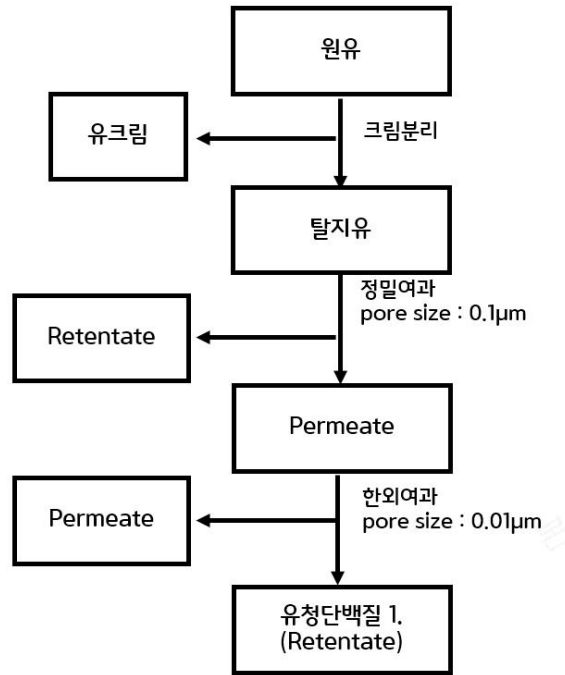 원유
유크림
크림분리
탈지유
정밀여과
pore size : 0.1μm
Retentate
Permeate
한외여과
pore size : 0.01μm
Permeate
유청단백질 1.
(Retentate)